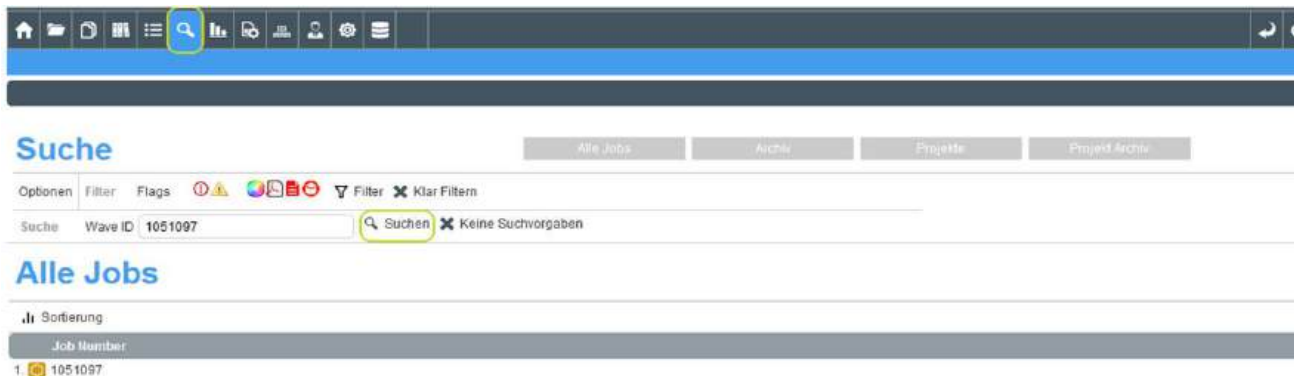 Suche
Alle Jobs Archiv Projekte Projekt Archiv
Optionen Filter Flags Filter Klar Filtern
Suche Wave ID 1051097 Suchen Keine Suchvorgaben
Alle Jobs
Sortierung
Job Number
1. 1051097